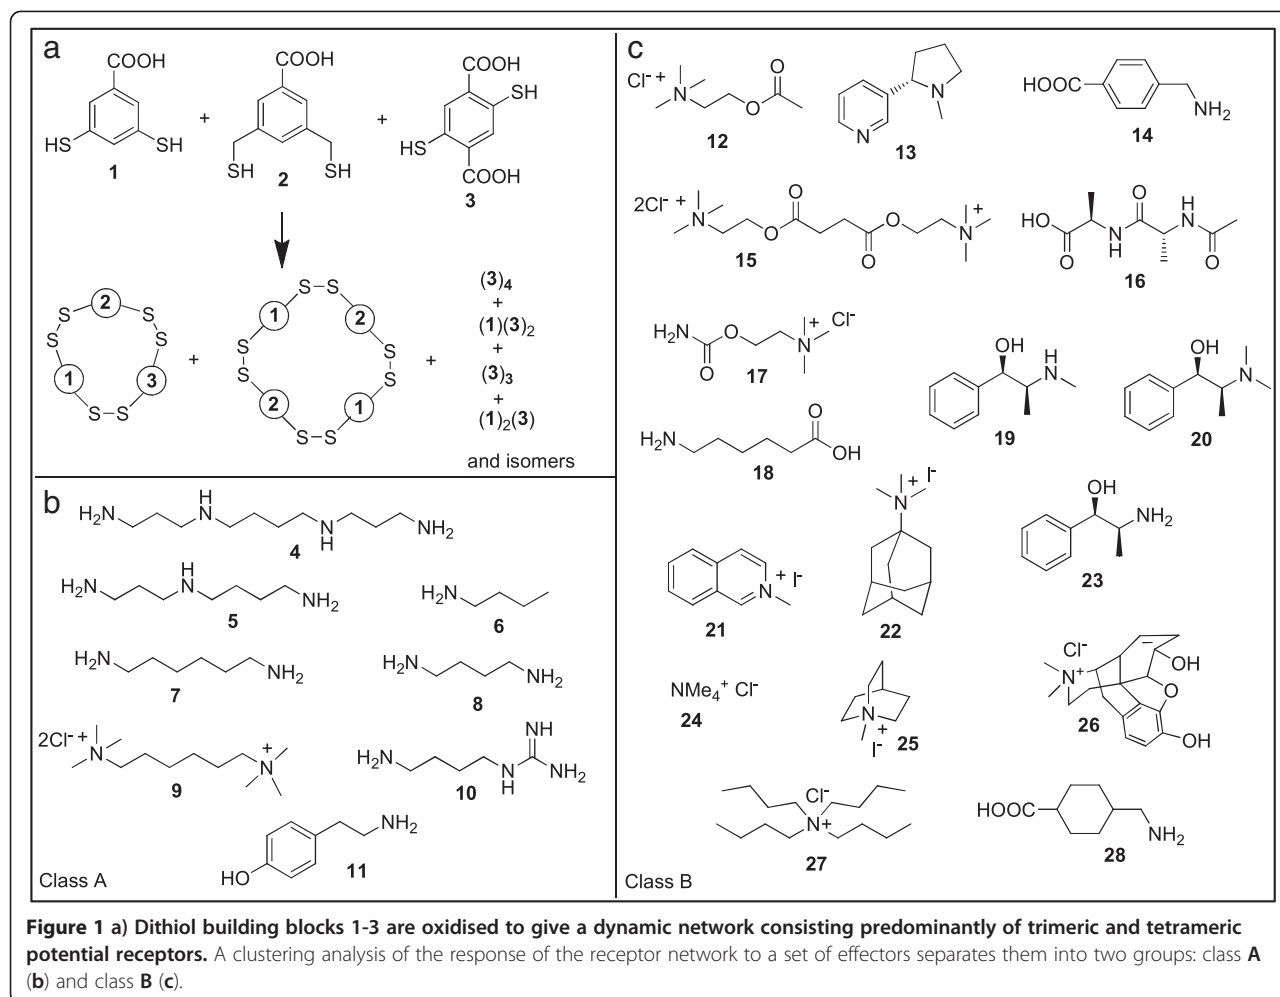 a
COOH
COOH
COOH
SH
HS
SH
SH
SH
HS
COOH
+
+
1
2
3
S–S
S
2
S
S
S
1
3
S–S
+
S–S
1
2
S
S
S
S
2
1
S–S
+
(3)4
+
(1)(3)2
+
(3)3
+
(1)2(3)
and isomers
b
H2N
H
N
N
H
NH2
4
NH2
H
N
NH2
5
H2N
6
NH2
NH2
7
H2N
NH2
8
2Cl- +
N
+
N
9
NH2
N
H
NH
NH2
10
NH2
HO
11
Class A
c
Cl- +
N
O
O
12
N
N
13
HOOC
NH2
14
2Cl- +
N
O
O
O
O
+
N
15
HO
O
N
H
O
H
N
O
16
H2N
O
O
+
N
Cl-
17
OH
H
N
19
OH
N
20
H2N
O
OH
18
+
N
I-
21
+
N
I-
22
OH
NH2
23
NMe4+ Cl-
24
N
+
I-
25
Cl-
N
+
OH
O
OH
26
Cl-
N
+
27
HOOC
NH2
28
Class B
Figure 1 a) Dithiol building blocks 1-3 are oxidised to give a dynamic network consisting predominantly of trimeric and tetrameric
potential receptors. A clustering analysis of the response of the receptor network to a set of effectors separates them into two groups: class A
(b) and class B (c).